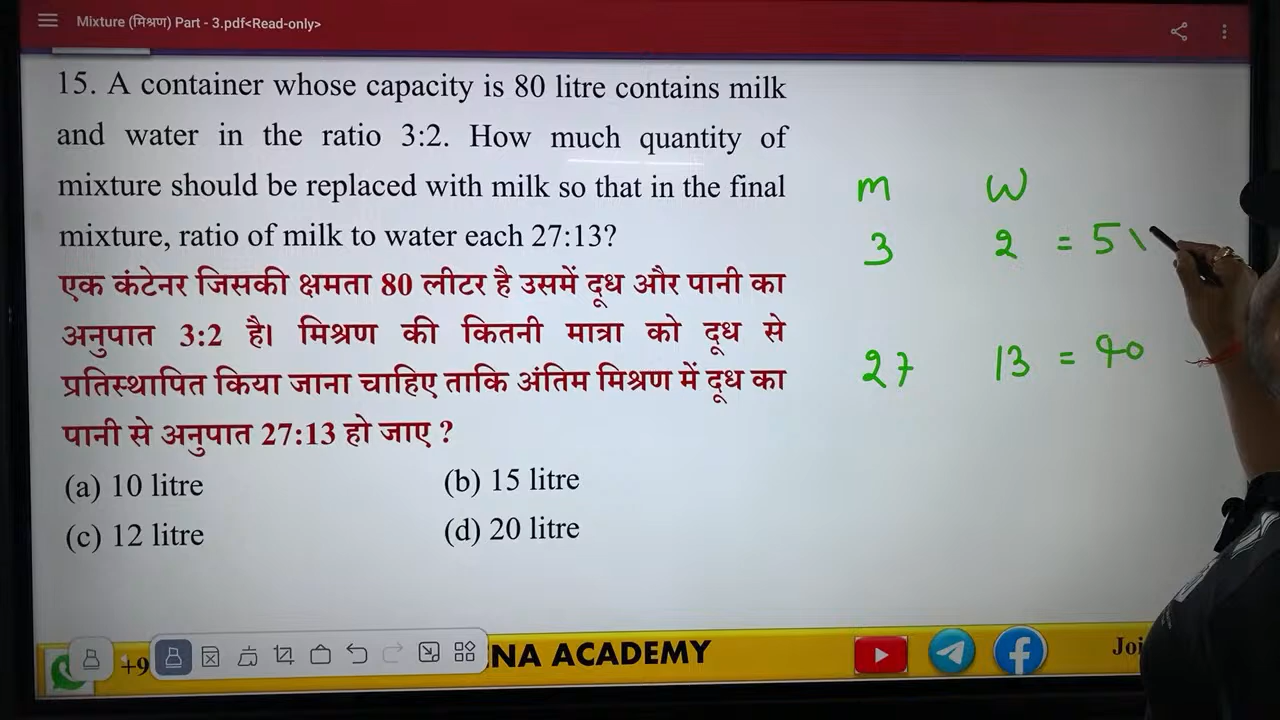 Mixture (मिश्रण) Part - 3.pdf<Read-only>
15. A container whose capacity is 80 litre contains milk
and water in the ratio 3:2. How much quantity of
mixture should be replaced with milk so that in the final
mixture, ratio of milk to water each 27:13?
एक कंटेनर जिसकी क्षमता 80 लीटर है उसमें दूध और पानी का
अनुपात 3:2 है। मिश्रण की कितनी मात्रा को दूध से
प्रतिस्थापित किया जाना चाहिए ताकि अंतिम मिश्रण में दूध का
पानी से अनुपात 27:13 हो जाए ?
(a) 10 litre (b) 15 litre
(c) 12 litre (d) 20 litre
M W
3 2 = 5
27 13 = 40
+9 NA ACADEMY Joi